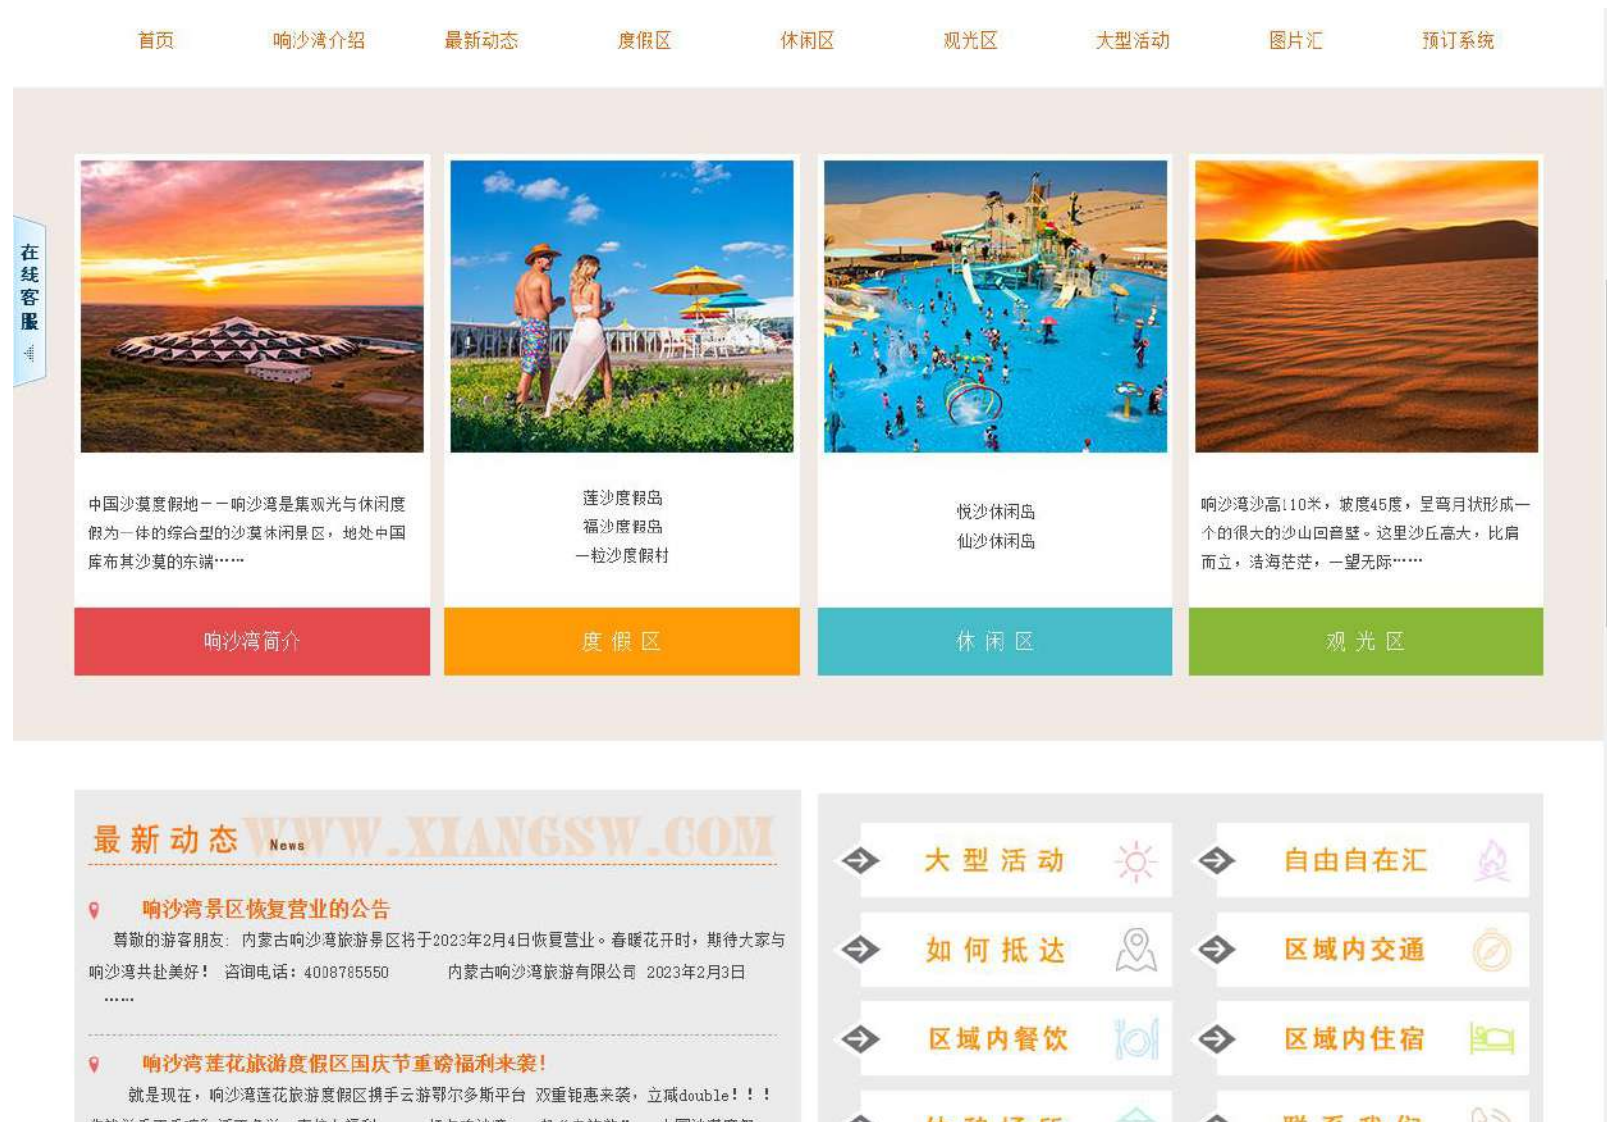 首页 响沙湾介绍 最新动态 度假区 休闲区 观光区 大型活动 图片汇 预订系统
在线客服
中国沙漠度假地－－响沙湾是集观光与休闲度
假为一体的综合型的沙漠休闲景区，地处中国
库布其沙漠的东端……
响沙湾简介
莲沙度假岛
福沙度假岛
一粒沙度假村
度假区
悦沙休闲岛
仙沙休闲岛
休闲区
响沙湾沙高110米，坡度45度，呈弯月状形成一
个的很大的沙山回音壁。这里沙丘高大，比肩
而立，浩海茫茫，一望无际……
观光区
最新动态 News WWW.XIANGSW.COM
响沙湾景区恢复营业的公告
尊敬的游客朋友: 内蒙古响沙湾旅游景区将于2023年2月4日恢复营业。春暖花开时，期待大家与
响沙湾共赴美好！ 咨询电话：4008785550 内蒙古响沙湾旅游有限公司 2023年2月3日
……
响沙湾莲花旅游度假区国庆节重磅福利来袭！
就是现在，响沙湾莲花旅游度假区携手云游鄂尔多斯平台 双重钜惠来袭，立减double！！！
大型活动
自由自在汇
如何抵达
区域内交通
区域内餐饮
区域内住宿
联系我们